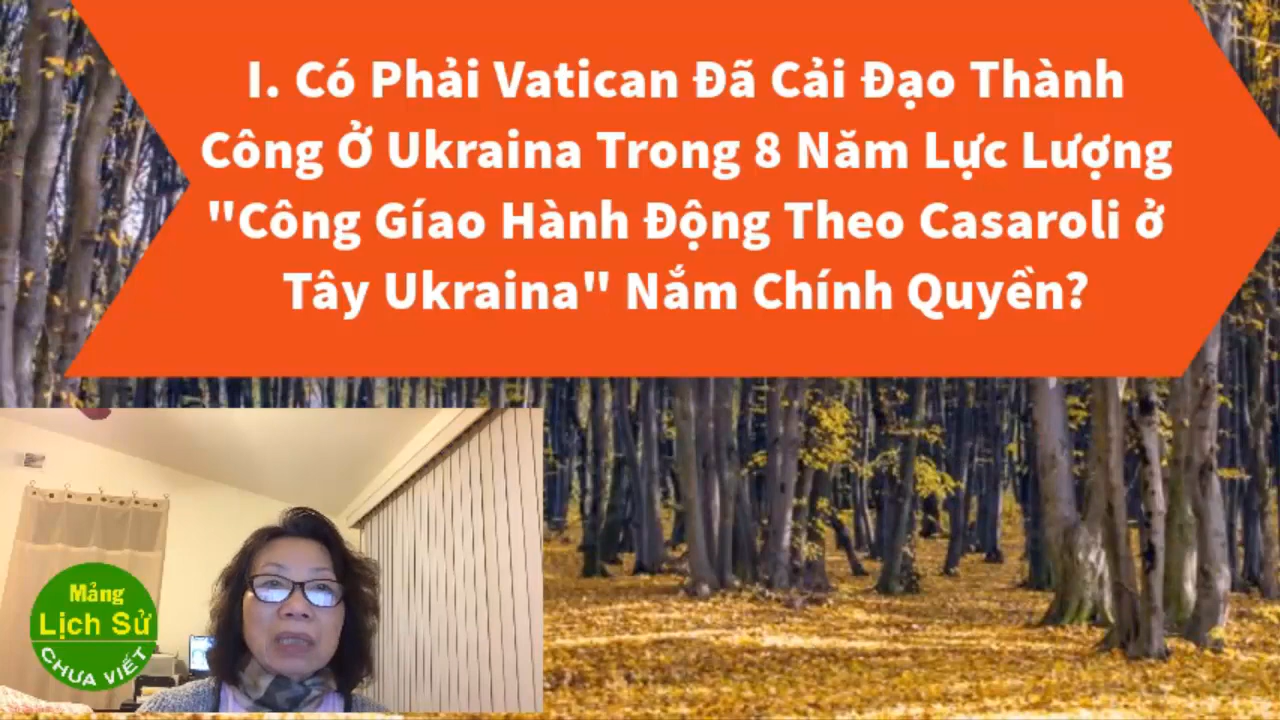 I. Có Phải Vatican Đã Cải Đạo Thành
Công Ở Ukraina Trong 8 Năm Lực Lượng
"Công Gíao Hành Động Theo Casaroli ở
Tây Ukraina" Nắm Chính Quyền?
Mảng
Lịch Sử
CHƯA VIẾT